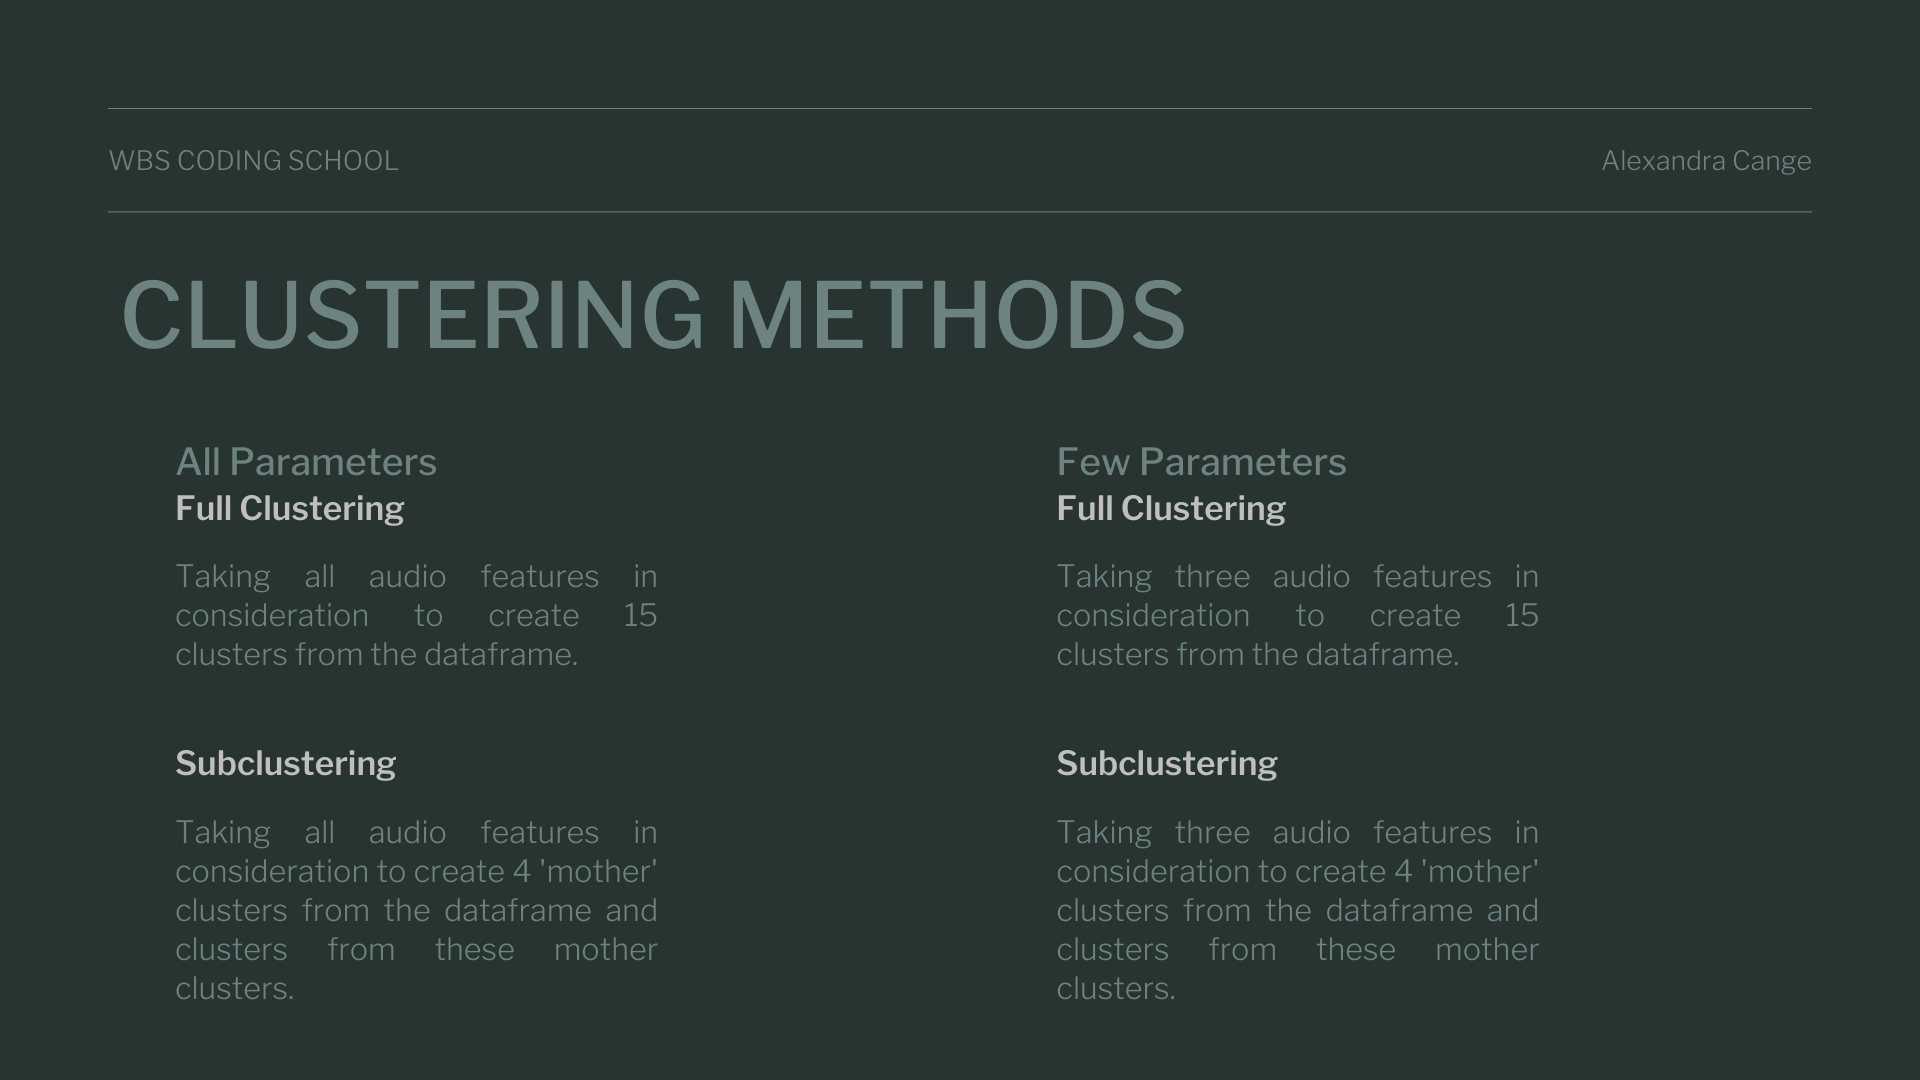 WBS CODING SCHOOL
Alexandra Cange
CLUSTERING METHODS
All Parameters
Full Clustering
Taking all audio features in
consideration to create 15
clusters from the dataframe.
Subclustering
Taking all audio features in
consideration to create 4 'mother'
clusters from the dataframe and
clusters from these mother
clusters.
Few Parameters
Full Clustering
Taking three audio features in
consideration to create 15
clusters from the dataframe.
Subclustering
Taking three audio features in
consideration to create 4 'mother'
clusters from the dataframe and
clusters from these mother
clusters.